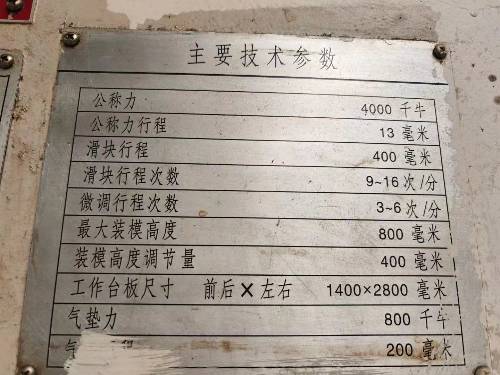 主要技术参数
公称力 4000 千牛
公称力行程 13 毫米
滑块行程 400 毫米
滑块行程次数 9-16 次/分
微调行程次数 3-6 次/分
最大装模高度 800 毫米
装模高度调节量 400 毫米
工作台板尺寸 前后×左右 1400×2800 毫米
气垫力 800 千牛
气 程 200 毫米